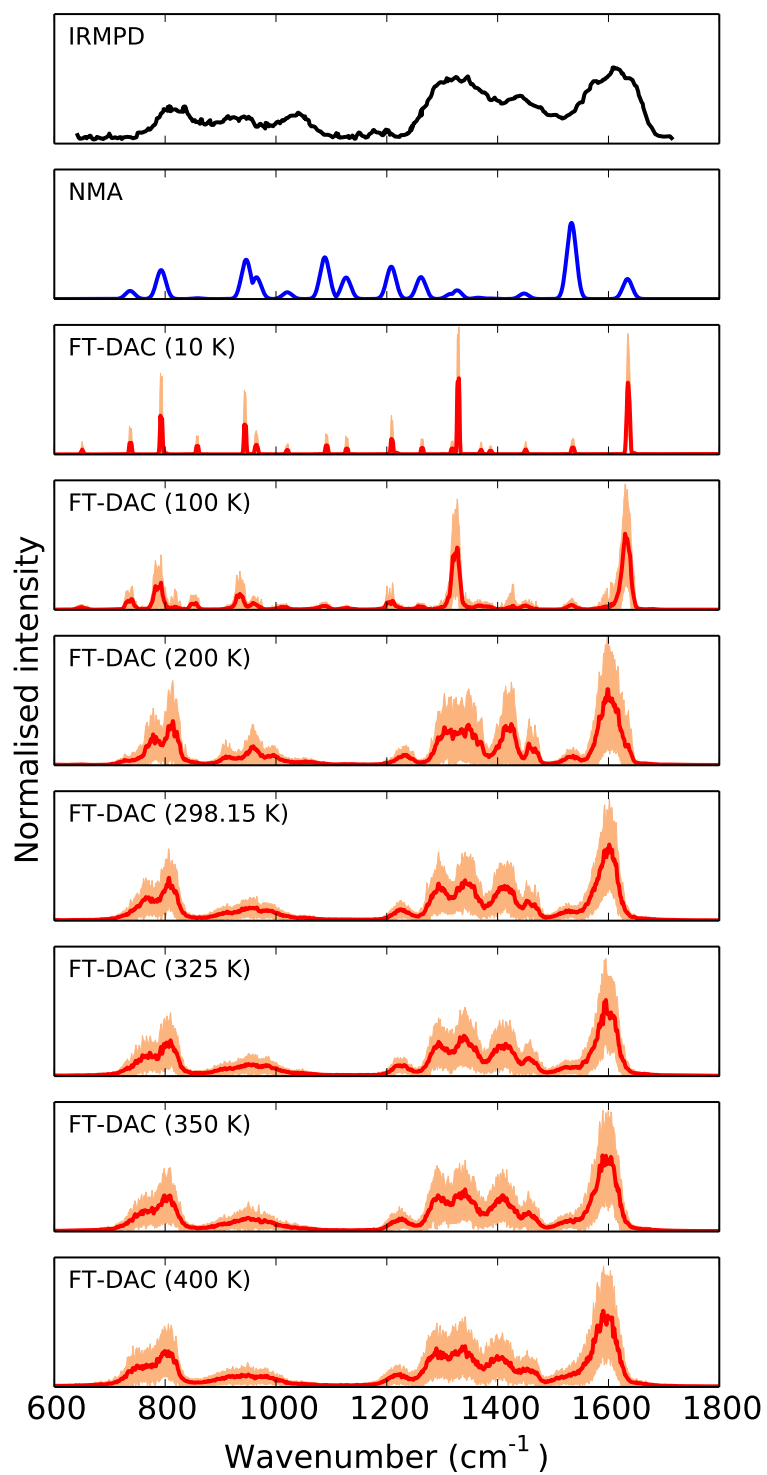 IRMPD
NMA
FT-DAC (10 K)
FT-DAC (100 K)
FT-DAC (200 K)
FT-DAC (298.15 K)
FT-DAC (325 K)
FT-DAC (350 K)
FT-DAC (400 K)
Normalised intensity
600 800 1000 1200 1400 1600 1800
Wavenumber (cm⁻¹)